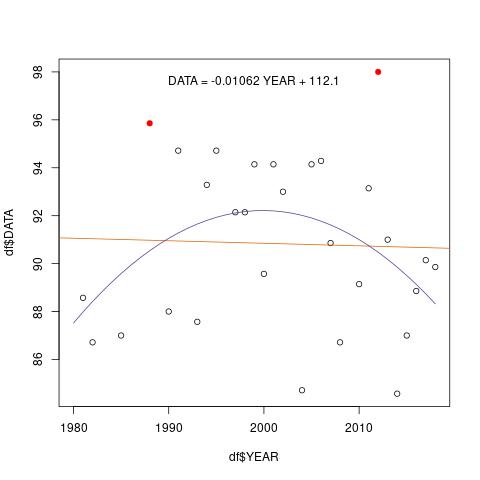 DATA = -0.01062 YEAR + 112.1
98
96
94
92
90
88
86
df$DATA
1980 1990 2000 2010
df$YEAR